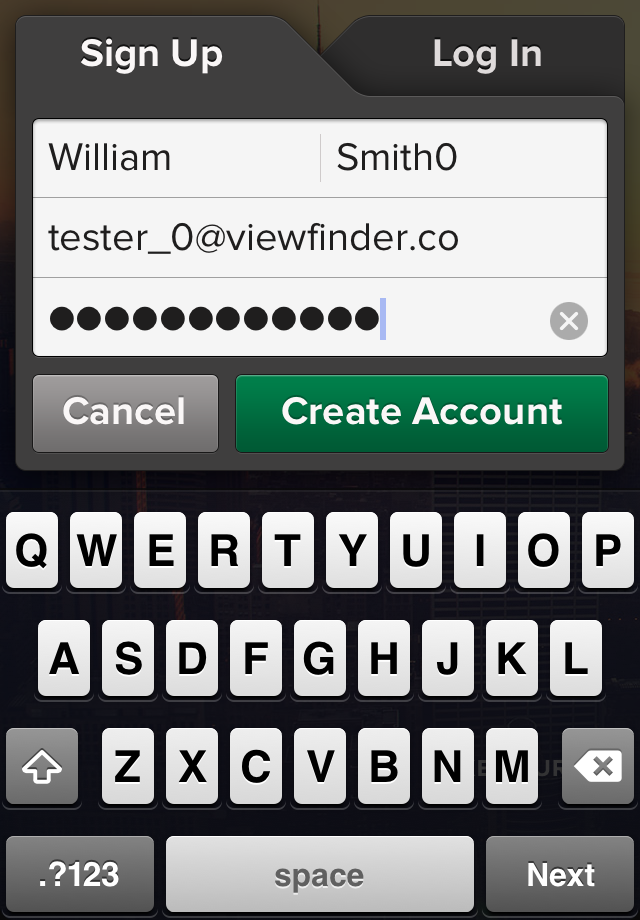 Sign Up Log In
William Smith0
tester_0@viewfinder.co
●●●●●●●●●●●●
Cancel Create Account
Q W E R T Y U I O P
A S D F G H J K L
Z X C V B N M
.?123 space Next